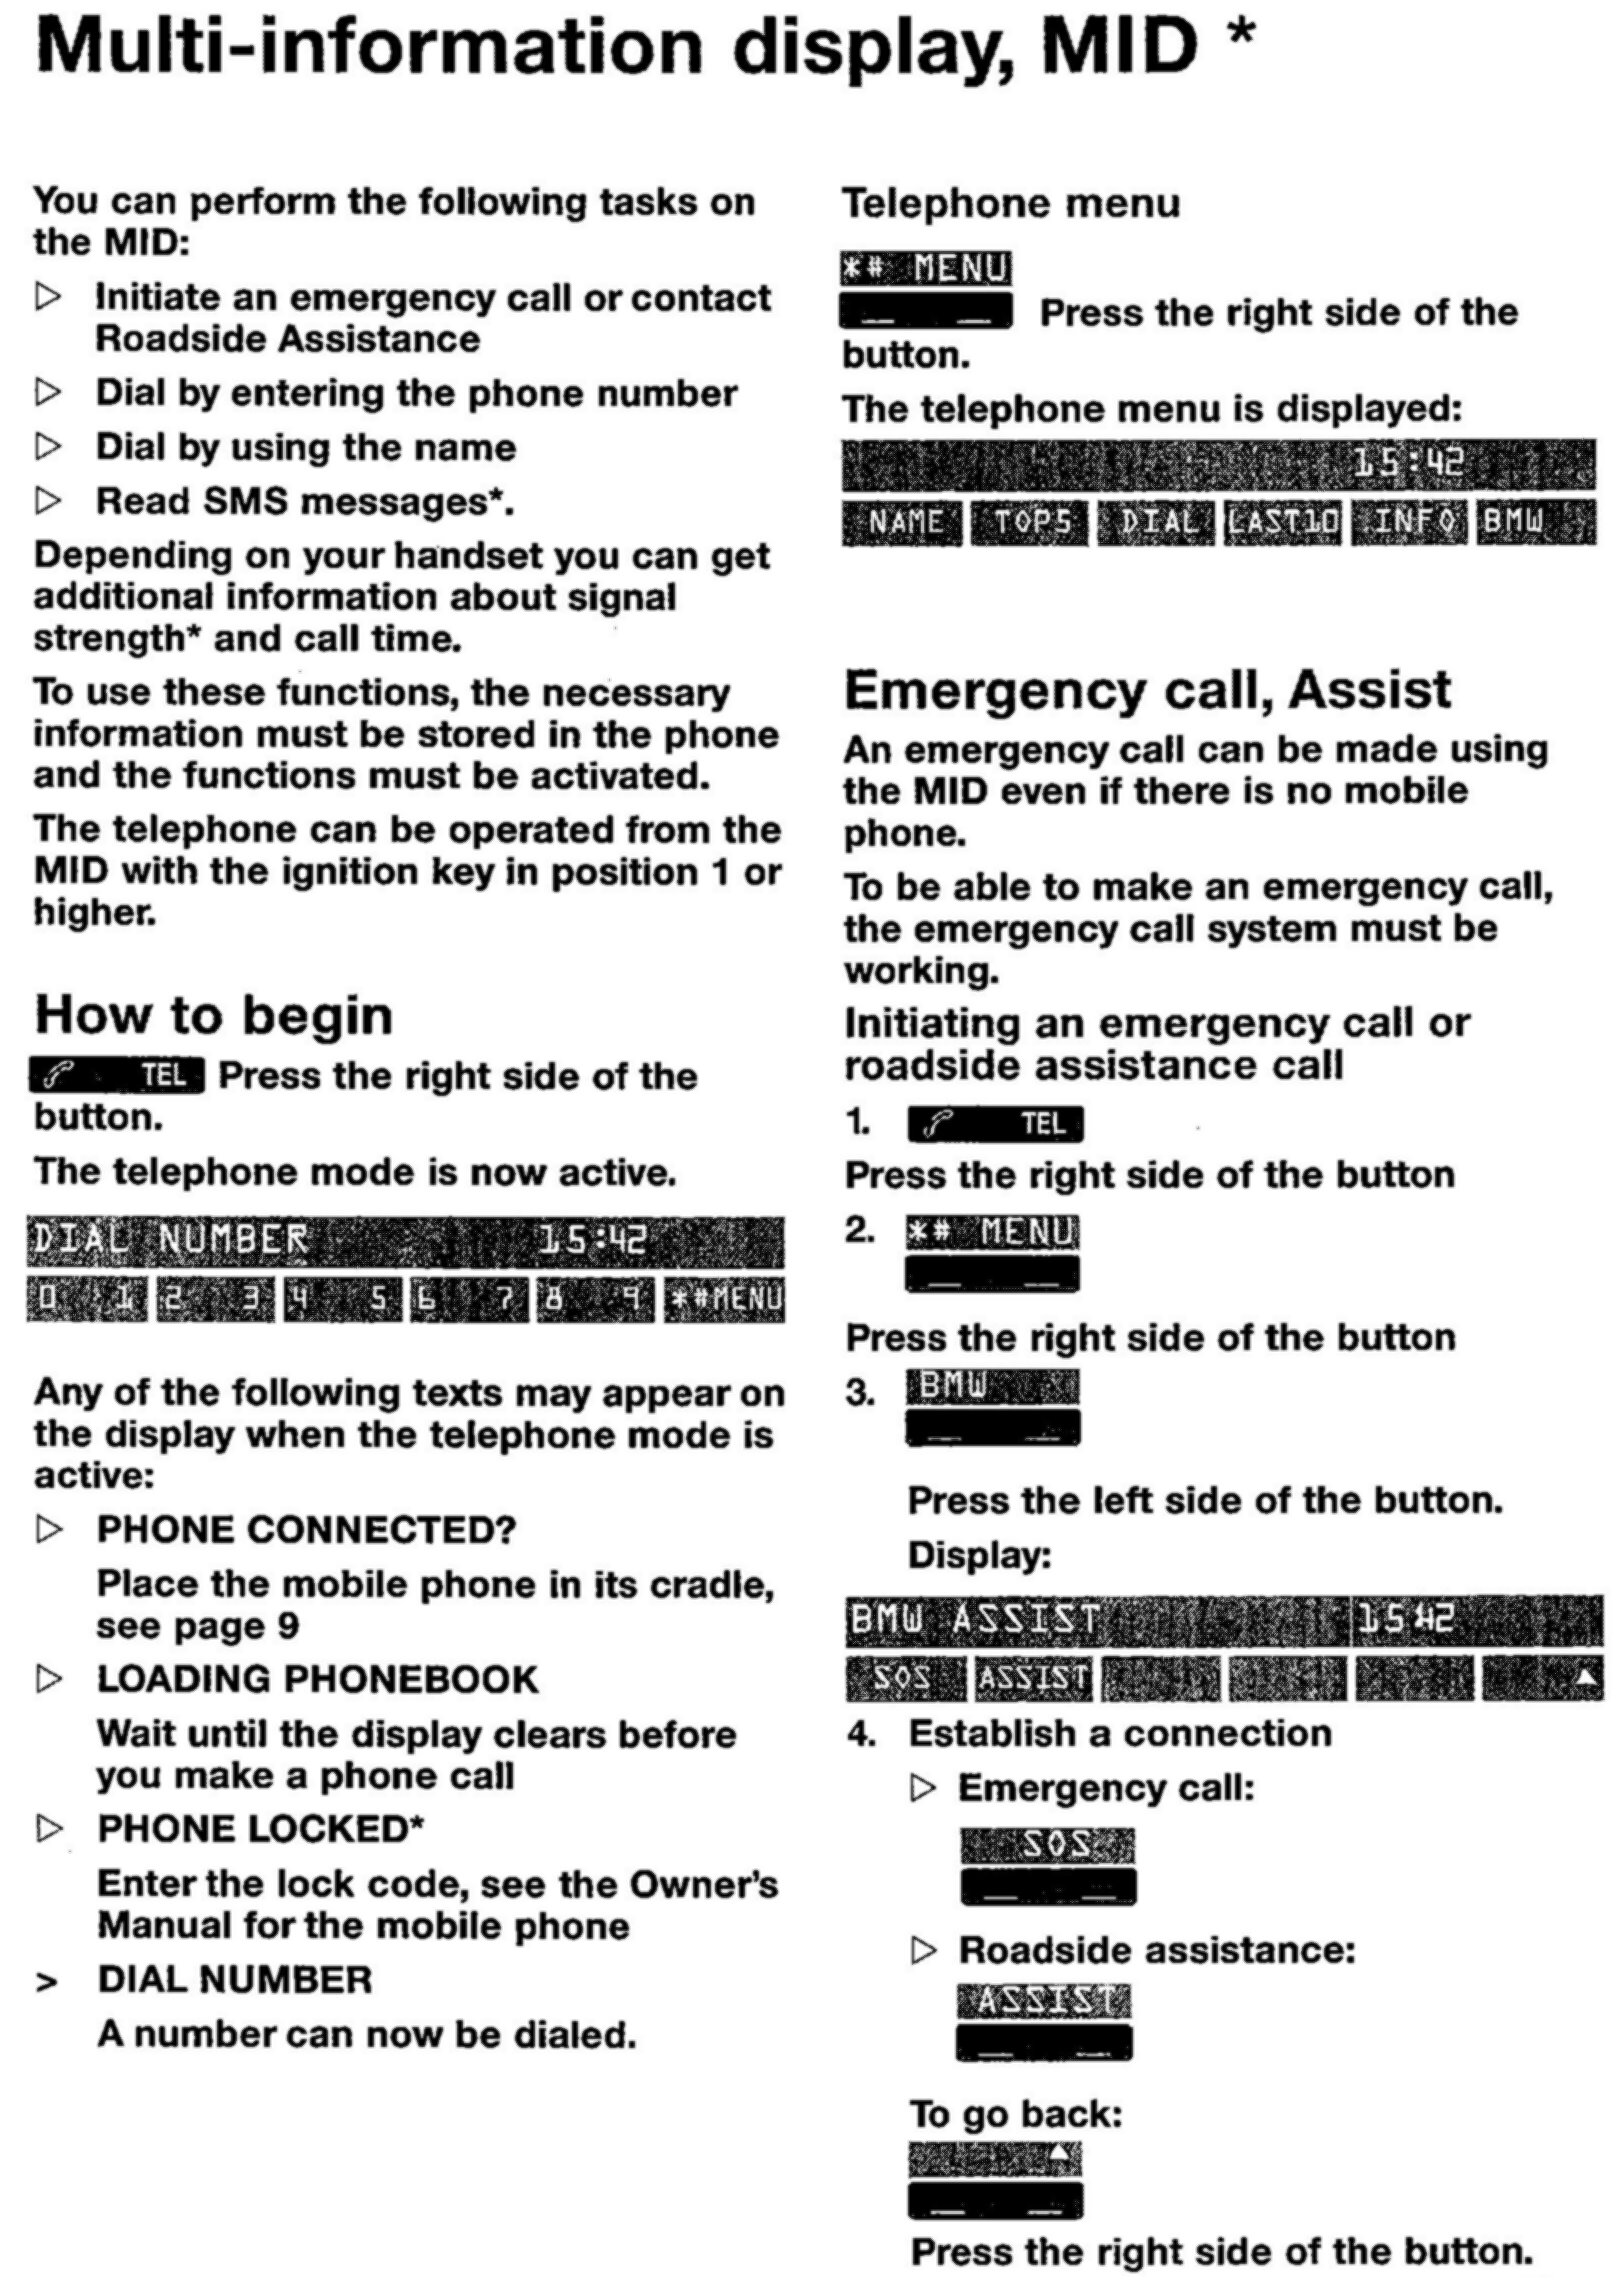 Multi-information display, MID *
You can perform the following tasks on
the MID:
▷ Initiate an emergency call or contact
Roadside Assistance
▷ Dial by entering the phone number
▷ Dial by using the name
▷ Read SMS messages*.
Depending on your handset you can get
additional information about signal
strength* and call time.
To use these functions, the necessary
information must be stored in the phone
and the functions must be activated.
The telephone can be operated from the
MID with the ignition key in position 1 or
higher.
How to begin
TEL Press the right side of the
button.
The telephone mode is now active.
DIAL NUMBER 15:42
0 1 2 3 4 5 6 7 8 9 *#MENU
Any of the following texts may appear on
the display when the telephone mode is
active:
▷ PHONE CONNECTED?
Place the mobile phone in its cradle,
see page 9
▷ LOADING PHONEBOOK
Wait until the display clears before
you make a phone call
▷ PHONE LOCKED*
Enter the lock code, see the Owner's
Manual for the mobile phone
> DIAL NUMBER
A number can now be dialed.
Telephone menu
*# MENU
Press the right side of the
button.
The telephone menu is displayed:
15:42
NAME TOP5 DIAL LAST10 INFO BMW
Emergency call, Assist
An emergency call can be made using
the MID even if there is no mobile
phone.
To be able to make an emergency call,
the emergency call system must be
working.
Initiating an emergency call or
roadside assistance call
1. TEL
Press the right side of the button
2. *# MENU
Press the right side of the button
3. BMW
Press the left side of the button.
Display:
BMW ASSIST 15:42
SOS ASSIST
4. Establish a connection
▷ Emergency call:
SOS
▷ Roadside assistance:
ASSIST
To go back:
Press the right side of the button.